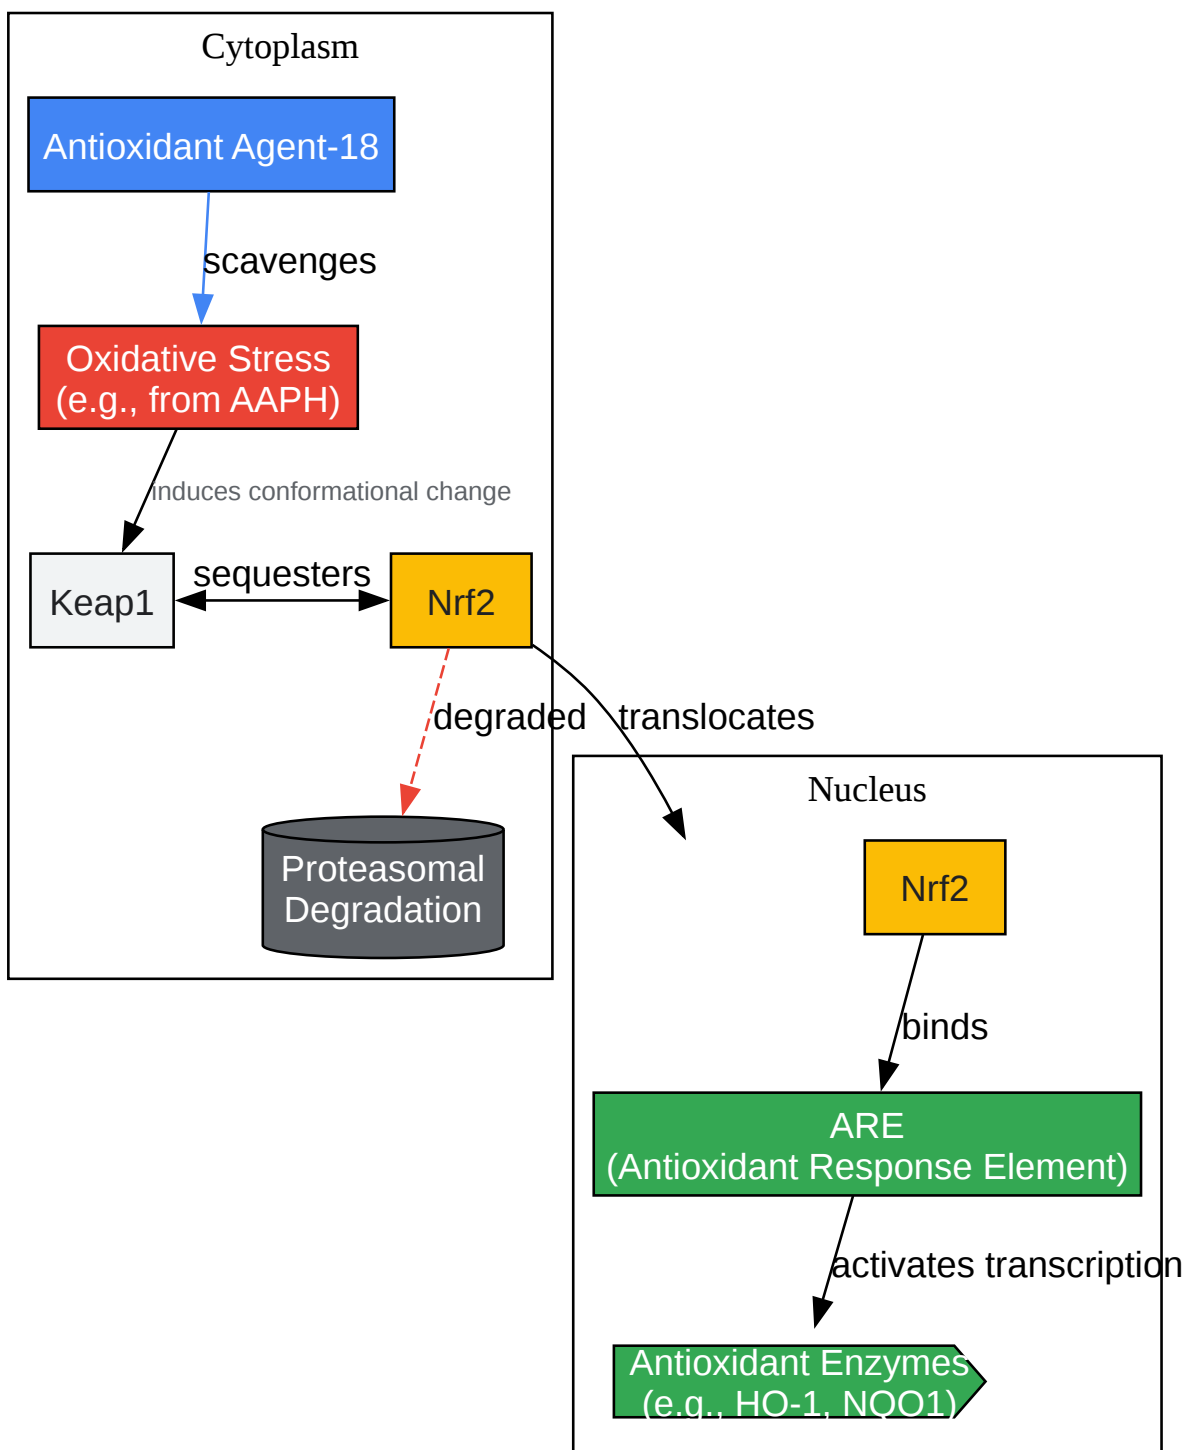 Cytoplasm
Antioxidant Agent-18
scavenges
Oxidative Stress
(e.g., from AAPH)
induces conformational change
Keap1
sequesters
Nrf2
degraded
translocates
Proteasomal
Degradation
Nucleus
Nrf2
binds
ARE
(Antioxidant Response Element)
activates transcription
Antioxidant Enzymes
(e.g., HO-1, NQO1)